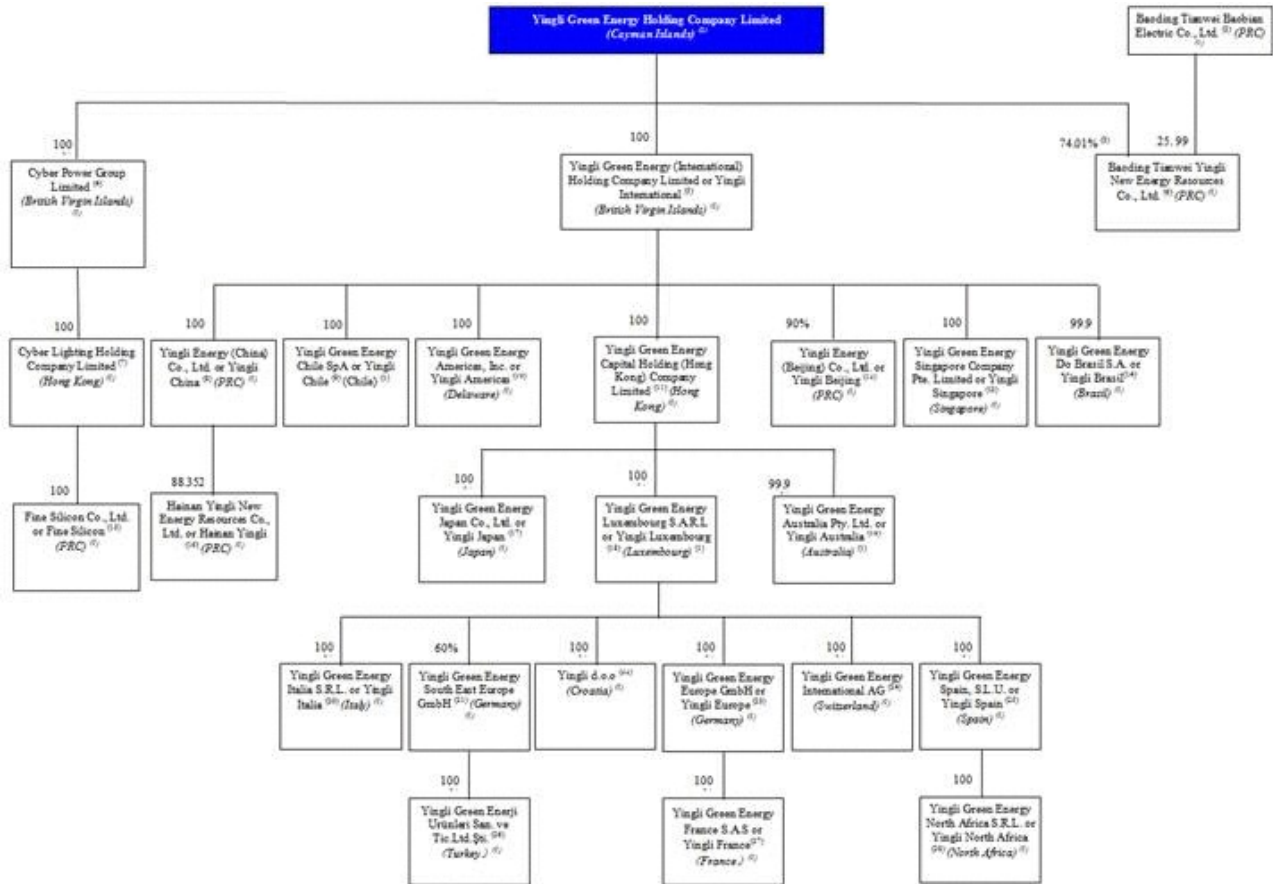 Yingli Green Energy Holding Company Limited
(Cayman Islands)
Baoding Tianwei Baobian
Electric Co., Ltd. (PRC)
100
100
74.01%
25.99
Cyber Power Group
Limited
(British Virgin Islands)
Yingli Green Energy (International)
Holding Company Limited or Yingli
International
(British Virgin Islands)
Baoding Tianwei Yingli
New Energy Resources
Co., Ltd. (PRC)
100
100
100
100
100
90%
100
99.9
Cyber Lighting Holding
Company Limited
(Hong Kong)
Yingli Energy (China)
Co., Ltd. or Yingli
China (PRC)
Yingli Green Energy
Chile SpA or Yingli
Chile (Chile)
Yingli Green Energy
Americas, Inc. or
Yingli Americas
(Delaware)
Yingli Green Energy
Capital Holding (Hong
Kong) Company
Limited (Hong
Kong)
Yingli Energy
(Beijing) Co., Ltd. or
Yingli Beijing
(PRC)
Yingli Green Energy
Singapore Company
Pte. Limited or Yingli
Singapore
(Singapore)
Yingli Green Energy
Do Brasil S.A. or
Yingli Brasil
(Brasil)
100
88.352
100
100
99.9
Fine Silicon Co., Ltd.
or Fine Silicon
(PRC)
Hainan Yingli New
Energy Resources Co.,
Ltd. or Hainan Yingli
(PRC)
Yingli Green Energy
Japan Co., Ltd. or
Yingli Japan
(Japan)
Yingli Green Energy
Luxembourg S.A.R.L
or Yingli Luxembourg
(Luxembourg)
Yingli Green Energy
Australia Pty. Ltd. or
Yingli Australia
(Australia)
100
60%
100
100
100
100
Yingli Green Energy
Italia S.R.L. or Yingli
Italia (Italy)
Yingli Green Energy
South East Europe
GmbH (Germany)
Yingli d.o.o
(Croatia)
Yingli Green Energy
Europe GmbH or
Yingli Europe
(Germany)
Yingli Green Energy
International AG
(Switzerland)
Yingli Green Energy
Spain, S.L.U. or
Yingli Spain
(Spain)
100
100
100
Yingli Green Enerji
Urünleri San. ve
Tic.Ltd.Şti.
(Turkey.)
Yingli Green Energy
France S.A.S or
Yingli France
(France.)
Yingli Green Energy
North Africa S.R.L. or
Yingli North Africa
(North Africa)